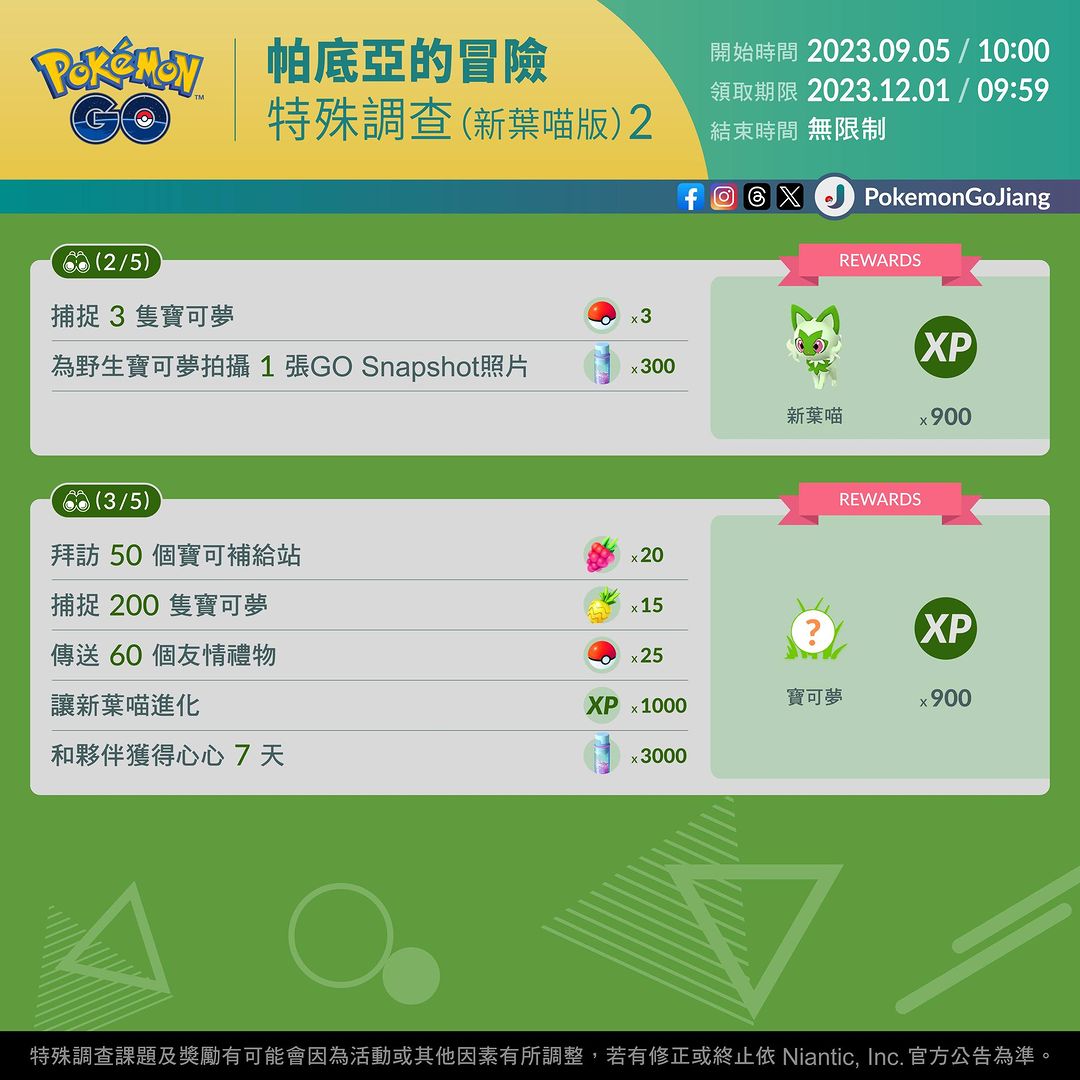 POKÉMON GO™
帕底亞的冒險
特殊調查(新葉喵版)2
開始時間 2023.09.05 / 10:00
領取期限 2023.12.01 / 09:59
結束時間 無限制
PokemonGoJiang
(2/5)
REWARDS
捕捉 3 隻寶可夢 x3
為野生寶可夢拍攝 1 張GO Snapshot照片 x300
XP
新葉喵 x900
(3/5)
REWARDS
拜訪 50 個寶可補給站 x20
捕捉 200 隻寶可夢 x15
傳送 60 個友情禮物 x25
讓新葉喵進化 XP x1000
和夥伴獲得心心 7 天 x3000
? XP
寶可夢 x900
特殊調查課題及獎勵有可能會因為活動或其他因素有所調整，若有修正或終止依 Niantic, Inc. 官方公告為準。